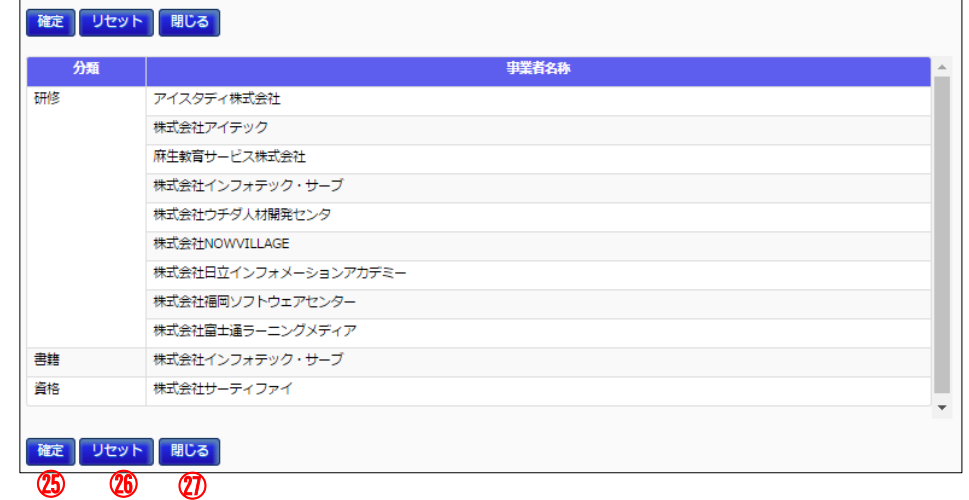 確定 リセット 閉じる
分類 事業者名称
研修 アイスタディ株式会社
株式会社アイテック
麻生教育サービス株式会社
株式会社インフォテック・サーブ
株式会社ウチダ人材開発センタ
株式会社NOWVILLAGE
株式会社日立インフォメーションアカデミー
株式会社福岡ソフトウェアセンター
株式会社富士通ラーニングメディア
書籍 株式会社インフォテック・サーブ
資格 株式会社サーティファイ
確定 リセット 閉じる
㉕ ㉖ ㉗